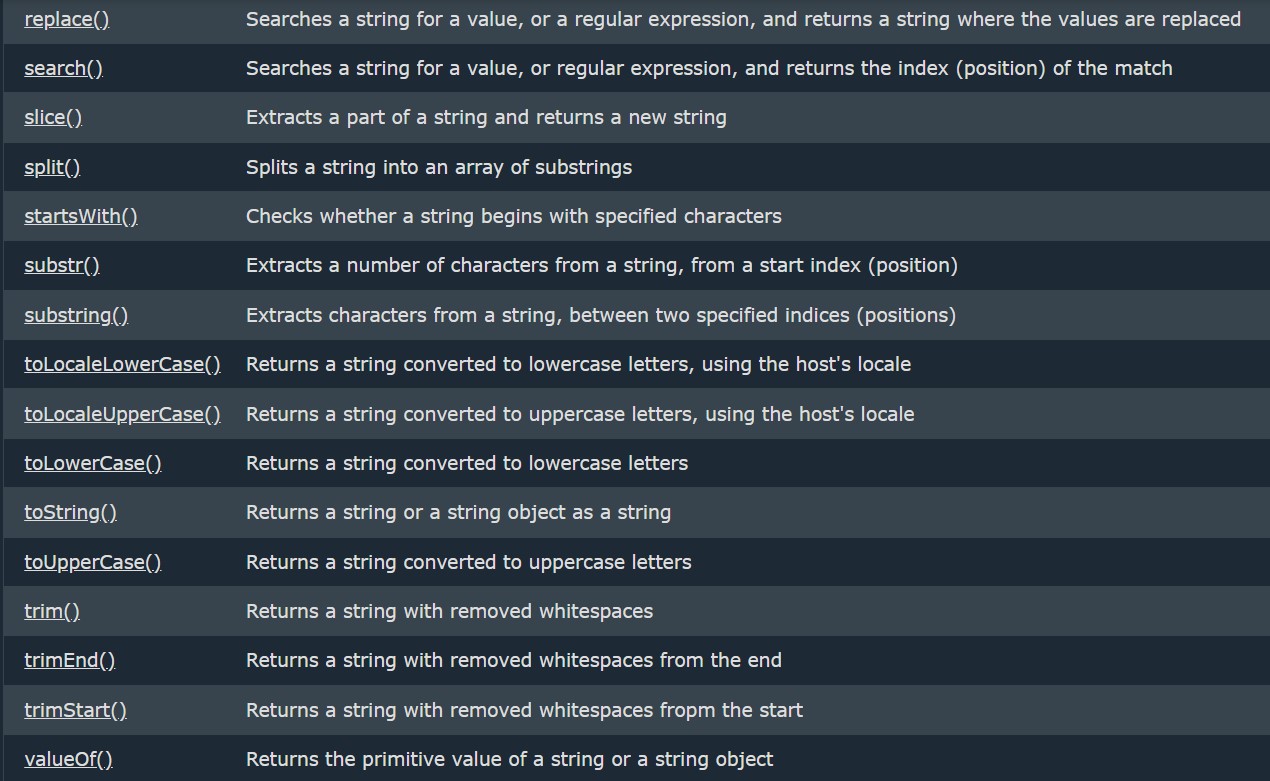 replace() Searches a string for a value, or a regular expression, and returns a string where the values are replaced
search() Searches a string for a value, or regular expression, and returns the index (position) of the match
slice() Extracts a part of a string and returns a new string
split() Splits a string into an array of substrings
startsWith() Checks whether a string begins with specified characters
substr() Extracts a number of characters from a string, from a start index (position)
substring() Extracts characters from a string, between two specified indices (positions)
toLocaleLowerCase() Returns a string converted to lowercase letters, using the host's locale
toLocaleUpperCase() Returns a string converted to uppercase letters, using the host's locale
toLowerCase() Returns a string converted to lowercase letters
toString() Returns a string or a string object as a string
toUpperCase() Returns a string converted to uppercase letters
trim() Returns a string with removed whitespaces
trimEnd() Returns a string with removed whitespaces from the end
trimStart() Returns a string with removed whitespaces fropm the start
valueOf() Returns the primitive value of a string or a string object